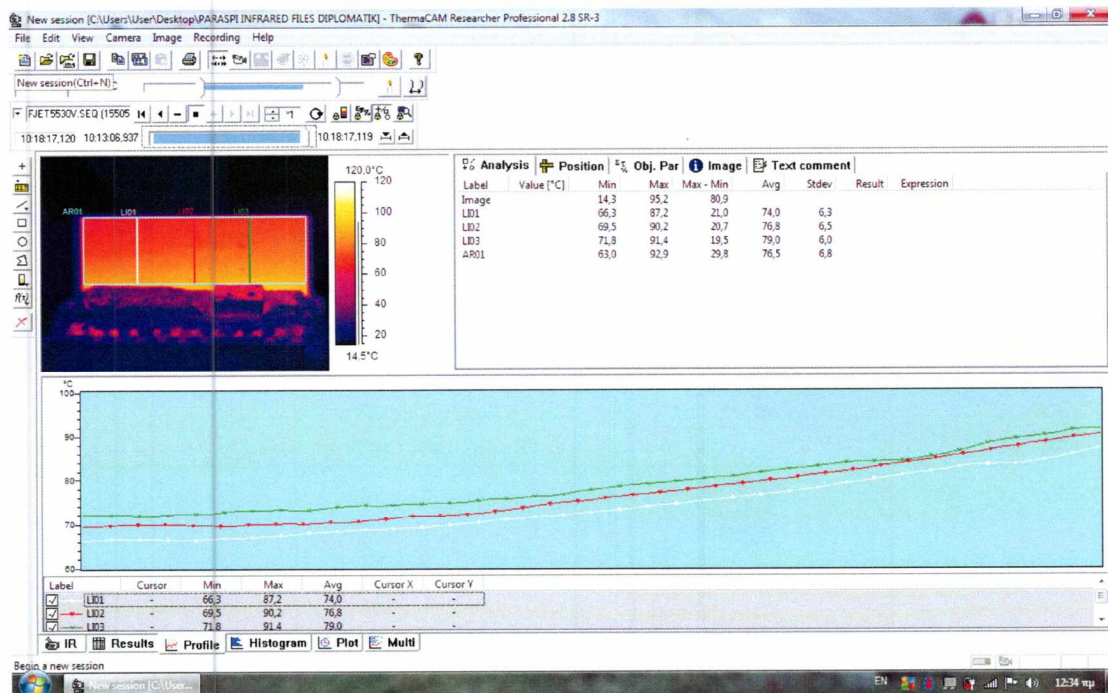 New session [C:\Users\User\Desktop\PARASPI INFRARED FILES DIPLOMATIK] - ThermaCAM Researcher Professional 2.8 SR-3
File Edit View Camera Image Recording Help
New session(Ctrl+N)
FJET5530V.SEQ (15505
10:18:17,120 10:13:06,937 10:18:17,119
120,0°C
120
100
80
60
40
20
14,5°C
AR01 LI01 LI02 LI03
Analysis Position Obj. Par Image Text comment
Label Value [°C] Min Max Max - Min Avg Stdev Result Expression
Image 14,3 95,2 80,9
LI01 66,3 87,2 21,0 74,0 6,3
LI02 69,5 90,2 20,7 76,8 6,5
LI03 71,8 91,4 19,5 79,0 6,0
AR01 63,0 92,9 29,8 76,5 6,8
°C
100
90
80
70
60
Label Cursor Min Max Avg Cursor X Cursor Y
LI01 - 66,3 87,2 74,0 - -
LI02 - 69,5 90,2 76,8 - -
LI03 - 71,8 91,4 79,0 - -
IR Results Profile Histogram Plot Multi
Begin a new session
New session [C:\User...
EN 12:34 πμ